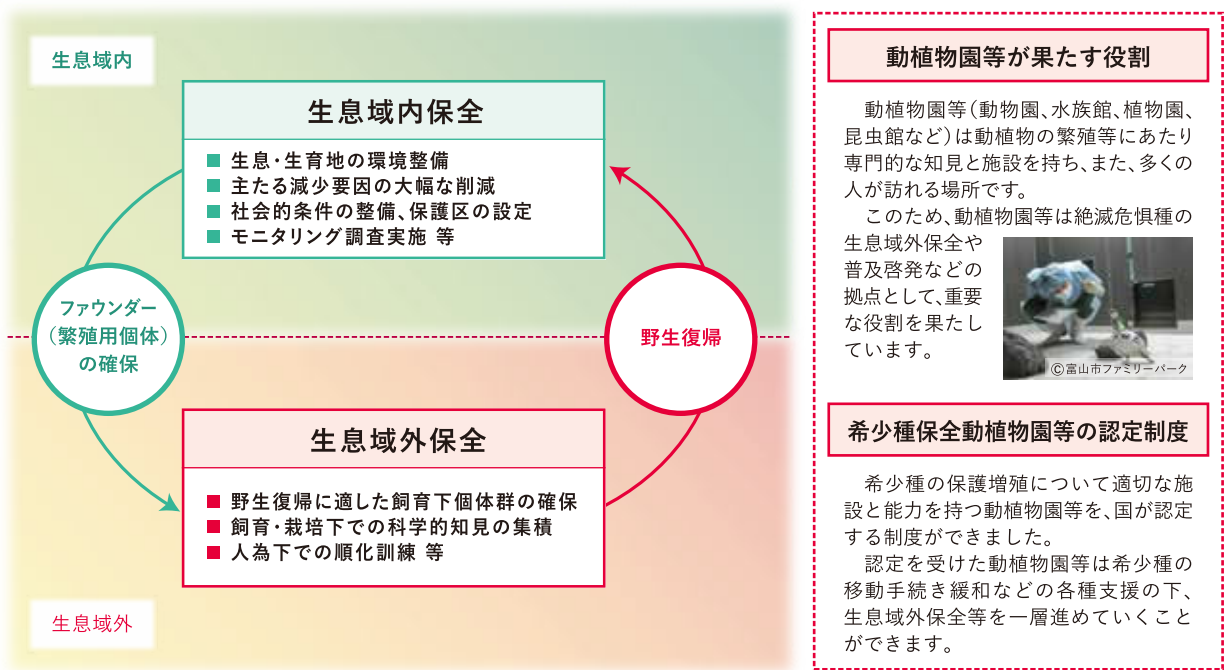 生息域内
生息域内保全
■ 生息・生育地の環境整備
■ 主たる減少要因の大幅な削減
■ 社会的条件の整備、保護区の設定
■ モニタリング調査実施 等
ファウンダー
（繁殖用個体）
の確保
野生復帰
生息域外保全
■ 野生復帰に適した飼育下個体群の確保
■ 飼育・栽培下での科学的知見の集積
■ 人為下での順化訓練 等
生息域外
動植物園等が果たす役割
動植物園等（動物園、水族館、植物園、
昆虫館など）は動植物の繁殖等にあたり
専門的な知見と施設を持ち、また、多くの
人が訪れる場所です。
このため、動植物園等は絶滅危惧種の
生息域外保全や
普及啓発などの
拠点として、重要
な役割を果たし
ています。
©富山市ファミリーパーク
希少種保全動植物園等の認定制度
希少種の保護増殖について適切な施
設と能力を持つ動植物園等を、国が認定
する制度ができました。
認定を受けた動植物園等は希少種の
移動手続き緩和などの各種支援の下、
生息域外保全等を一層進めていくこと
ができます。